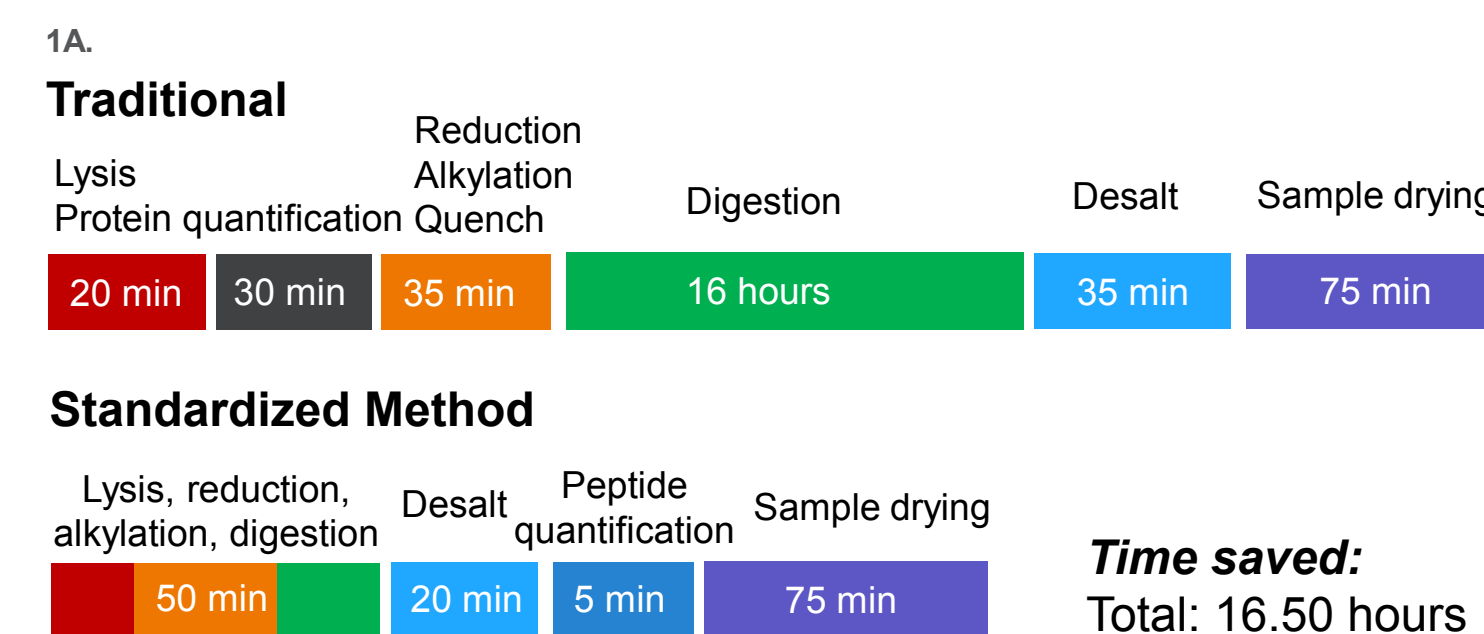 1A.
Traditional
Lysis
Protein quantification
Reduction
Alkylation
Quench
Digestion
Desalt
Sample drying
20 min
30 min
35 min
16 hours
35 min
75 min
Standardized Method
Lysis, reduction,
alkylation, digestion
Desalt
Peptide
quantification
Sample drying
50 min
20 min
5 min
75 min
Time saved:
Total: 16.50 hours